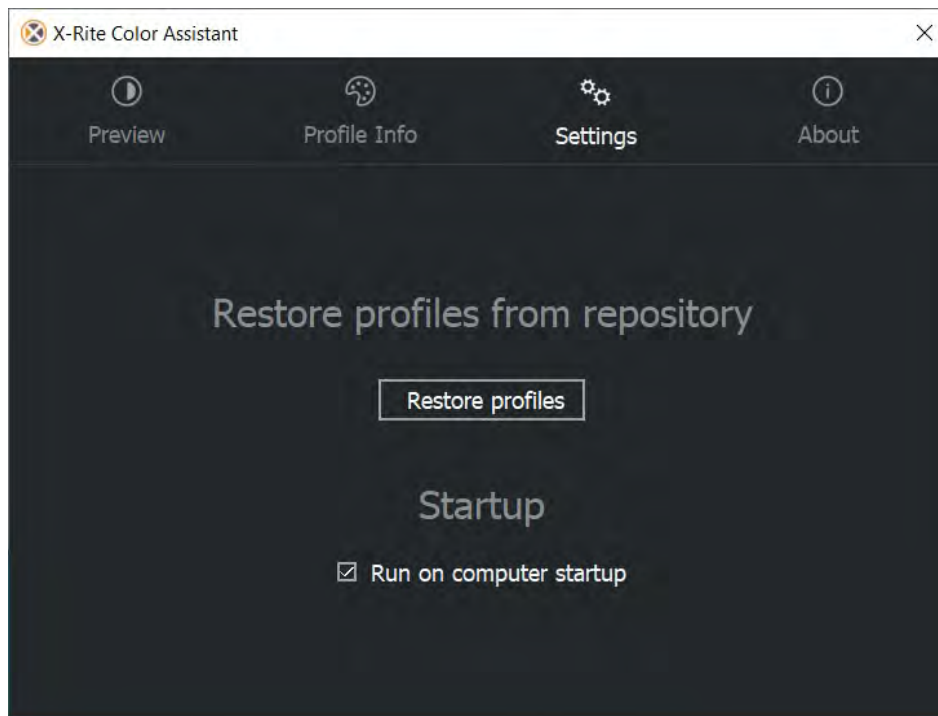 X-Rite Color Assistant
Preview
Profile Info
Settings
About
Restore profiles from repository
Restore profiles
Startup
Run on computer startup